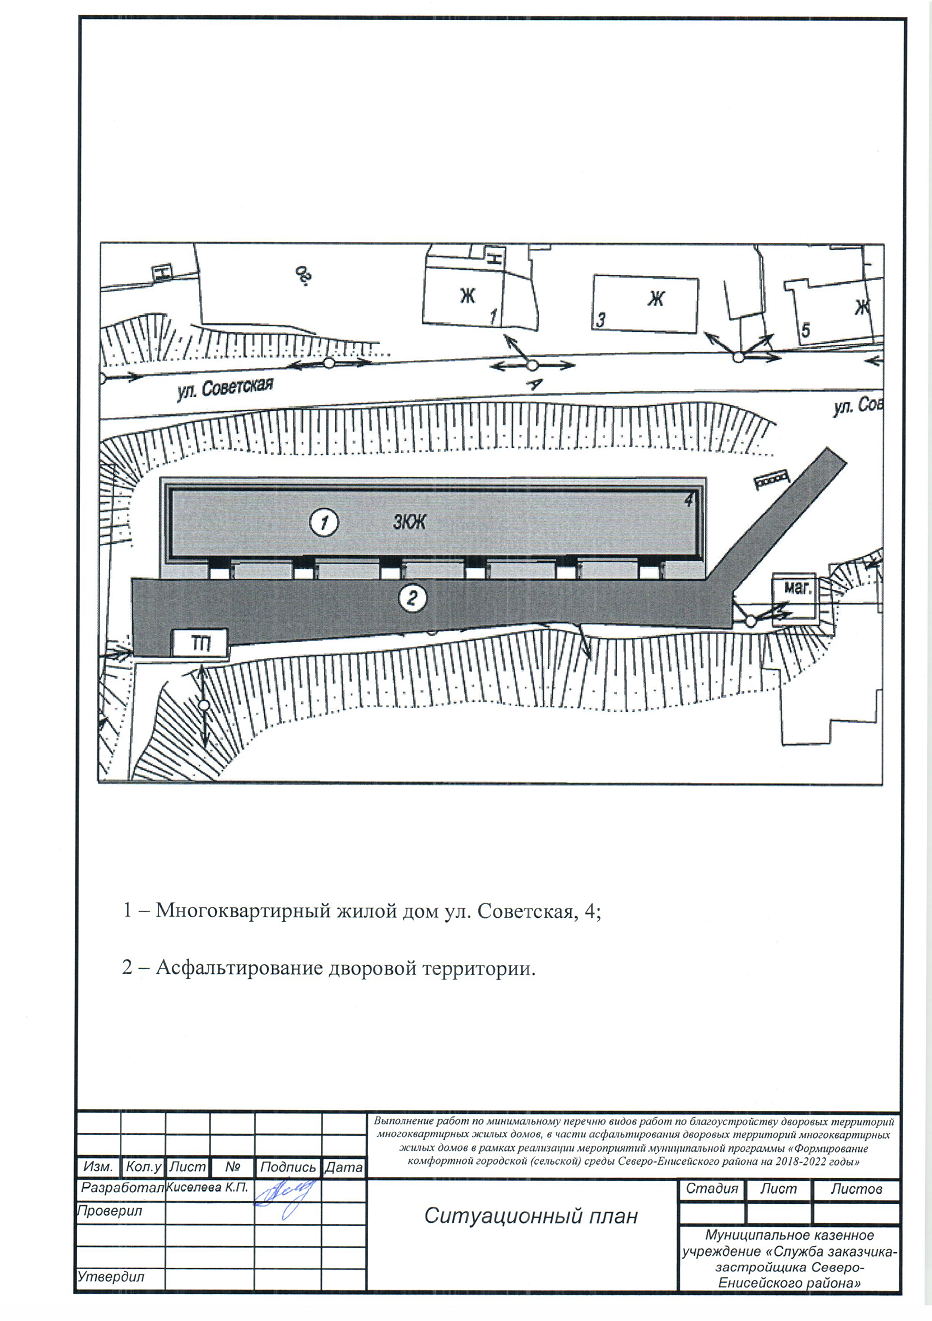 Н
ог.
Н
Ж
1
Ж
3
Ж
5
ул. Советская
А
ул. Сов
1
3КЖ
4
2
ТП
маг.
1 – Многоквартирный жилой дом ул. Советская, 4;
2 – Асфальтирование дворовой территории.
Выполнение работ по минимальному перечню видов работ по благоустройству дворовых территорий
многоквартирных жилых домов, в части асфальтирования дворовых территорий многоквартирных
жилых домов в рамках реализации мероприятий муниципальной программы «Формирование
комфортной городской (сельской) среды Северо-Енисейского района на 2018-2022 годы»
Изм. Кол.у Лист № Подпись Дата
Разработал Киселева К.П.
Проверил
Утвердил
Ситуационный план
Стадия Лист Листов
Муниципальное казенное
учреждение «Служба заказчика-
застройщика Северо-
Енисейского района»